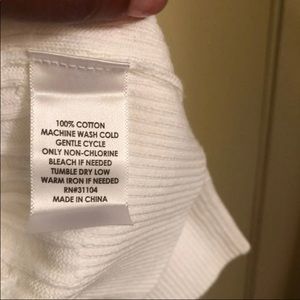 100% COTTON
MACHINE WASH COLD
GENTLE CYCLE
ONLY NON-CHLORINE
BLEACH IF NEEDED
TUMBLE DRY LOW
WARM IRON IF NEEDED
RN#31104
MADE IN CHINA